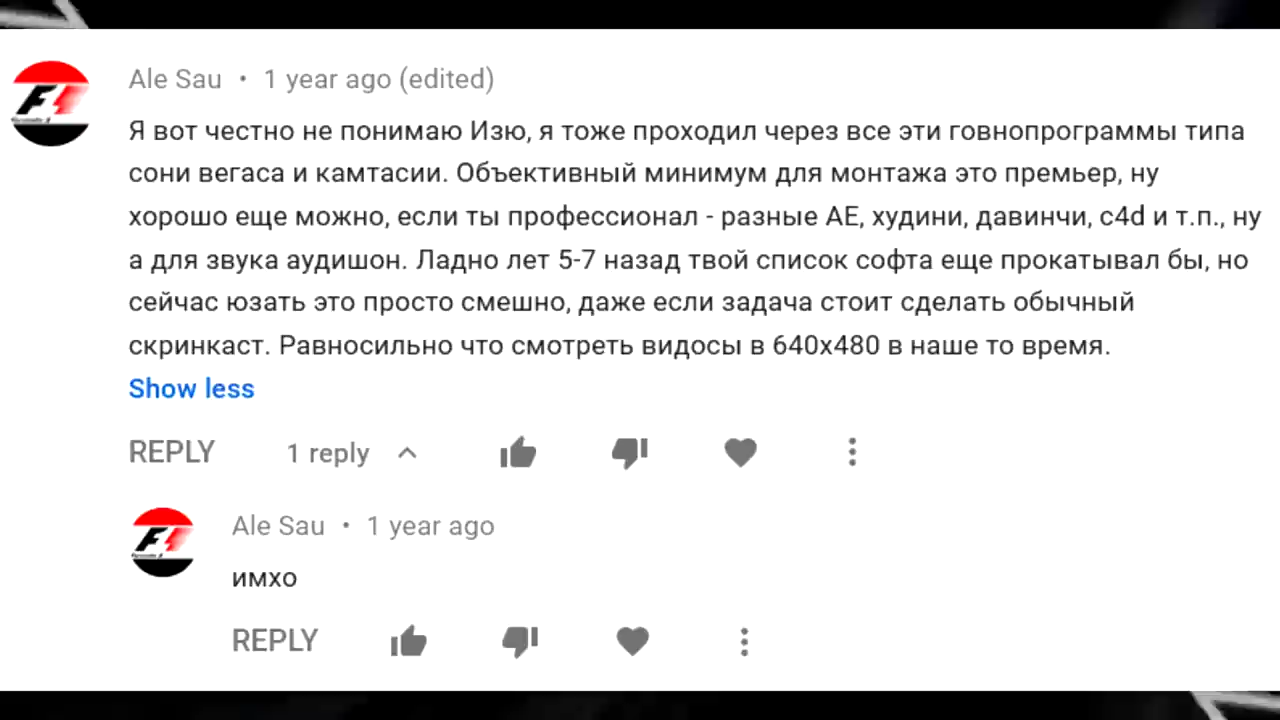 Ale Sau • 1 year ago (edited)
Я вот честно не понимаю Изю, я тоже проходил через все эти говнопрограммы типа
сони вегаса и камтасии. Объективный минимум для монтажа это премьер, ну
хорошо еще можно, если ты профессионал - разные АЕ, худини, давинчи, c4d и т.п., ну
а для звука аудишон. Ладно лет 5-7 назад твой список софта еще прокатывал бы, но
сейчас юзать это просто смешно, даже если задача стоит сделать обычный
скринкаст. Равносильно что смотреть видосы в 640x480 в наше то время.
Show less
REPLY 1 reply
Ale Sau • 1 year ago
имхо
REPLY